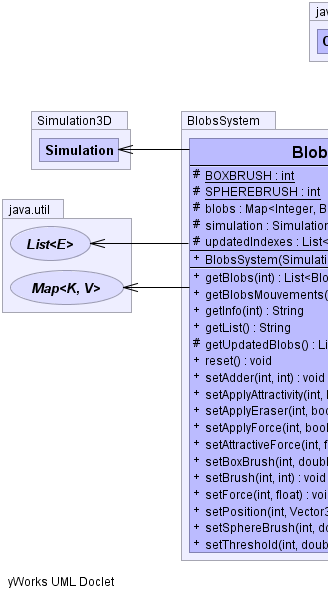 jav
Simulation3D
Simulation
java.util
List<E>
Map<K, V>
BlobsSystem
Blob
# BOXBRUSH : int
# SPHEREBRUSH : int
# blobs : Map<Integer, B
# simulation : Simulation
# updatedIndexes : List<
+ BlobsSystem(Simulati
+ getBlobs(int) : List<Blo
+ getBlobsMouvements(
+ getInfo(int) : String
+ getList() : String
# getUpdatedBlobs() : Li
+ reset() : void
+ setAdder(int, int) : void
+ setApplyAttractivity(int, 
+ setApplyEraser(int, boo
+ setApplyForce(int, bool
+ setAttractiveForce(int, f
+ setBoxBrush(int, doubl
+ setBrush(int, int) : void
+ setForce(int, float) : voi
+ setPosition(int, Vector3
+ setSphereBrush(int, do
+ setThreshold(int, doub
yWorks UML Doclet